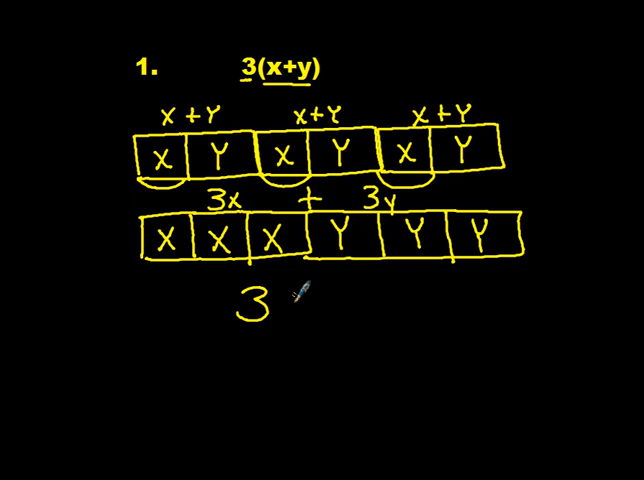 1. 3(x+y)
X + Y X + Y X + Y
X Y X Y X Y
3x + 3y
X X X Y Y Y
3